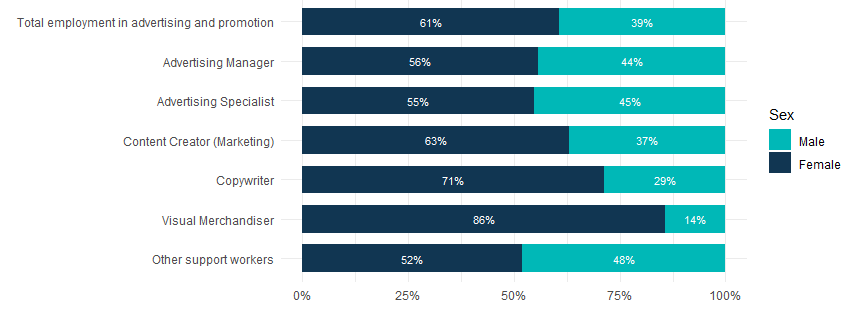 Total employment in advertising and promotion 61% 39%
Advertising Manager 56% 44%
Advertising Specialist 55% 45%
Content Creator (Marketing) 63% 37%
Copywriter 71% 29%
Visual Merchandiser 86% 14%
Other support workers 52% 48%
0% 25% 50% 75% 100%
Sex
Male
Female